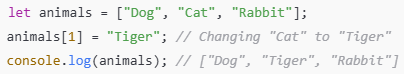 let animals = ["Dog", "Cat", "Rabbit"];
animals[1] = "Tiger"; // Changing "Cat" to "Tiger"
console.log(animals); // ["Dog", "Tiger", "Rabbit"]